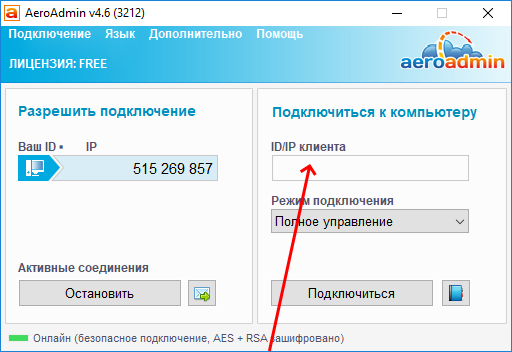 AeroAdmin v4.6 (3212)
Подключение Язык Дополнительно Помощь
ЛИЦЕНЗИЯ: FREE
aeroadmin
Разрешить подключение
Ваш ID IP
515 269 857
Активные соединения
Остановить
Подключиться к компьютеру
ID/IP клиента
Режим подключения
Полное управление
Подключиться
Онлайн (безопасное подключение, AES + RSA зашифровано)